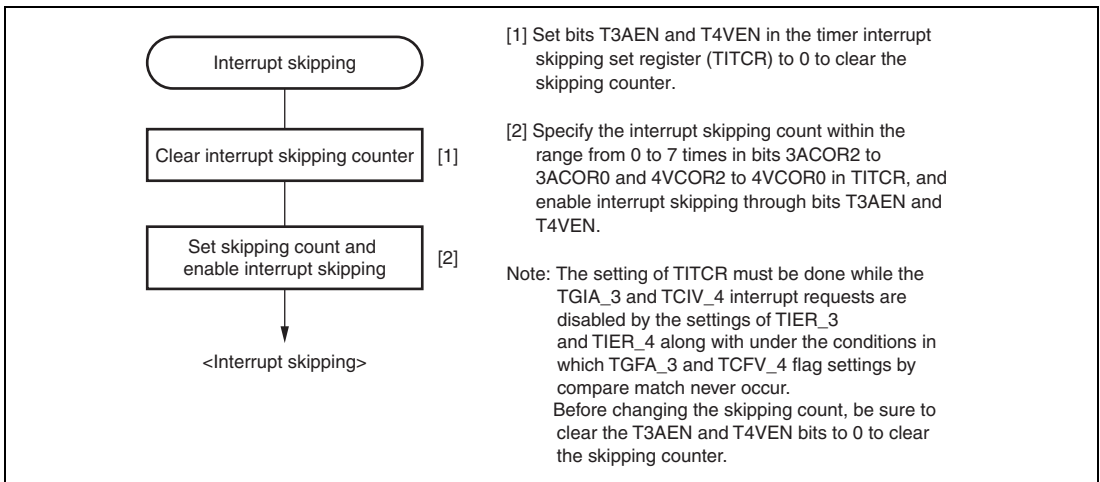 Interrupt skipping
Clear interrupt skipping counter
[1]
Set skipping count and
enable interrupt skipping
[2]
<Interrupt skipping>
[1] Set bits T3AEN and T4VEN in the timer interrupt
skipping set register (TITCR) to 0 to clear the
skipping counter.
[2] Specify the interrupt skipping count within the
range from 0 to 7 times in bits 3ACOR2 to
3ACOR0 and 4VCOR2 to 4VCOR0 in TITCR, and
enable interrupt skipping through bits T3AEN and
T4VEN.
Note: The setting of TITCR must be done while the
TGIA_3 and TCIV_4 interrupt requests are
disabled by the settings of TIER_3
and TIER_4 along with under the conditions in
which TGFA_3 and TCFV_4 flag settings by
compare match never occur.
Before changing the skipping count, be sure to
clear the T3AEN and T4VEN bits to 0 to clear
the skipping counter.